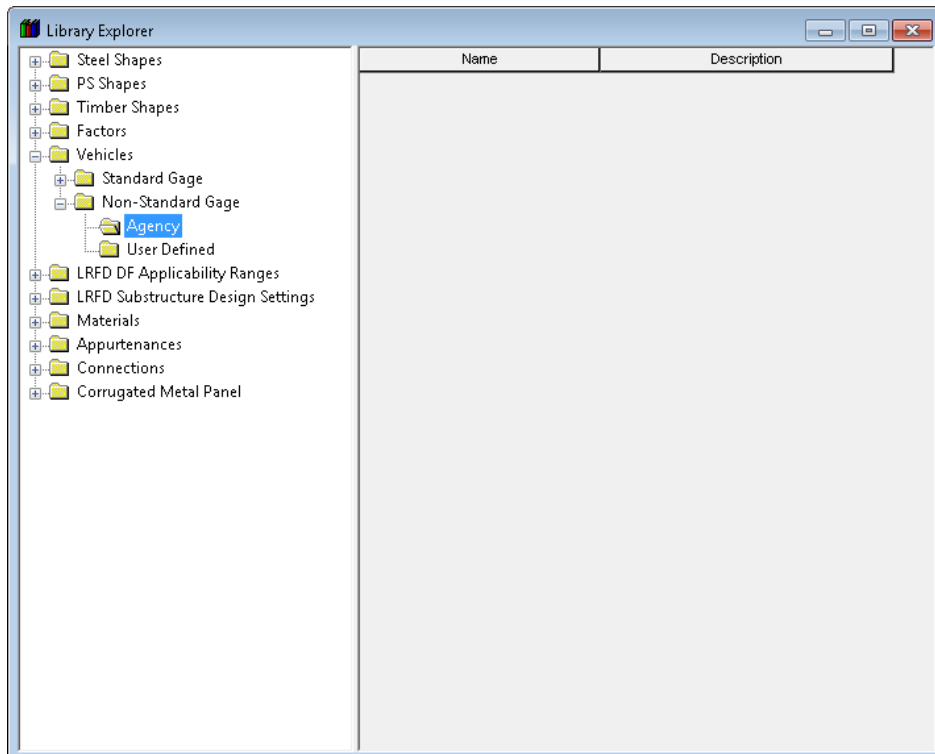 Library Explorer
Name Description
Steel Shapes
PS Shapes
Timber Shapes
Factors
Vehicles
Standard Gage
Non-Standard Gage
Agency
User Defined
LRFD DF Applicability Ranges
LRFD Substructure Design Settings
Materials
Appurtenances
Connections
Corrugated Metal Panel